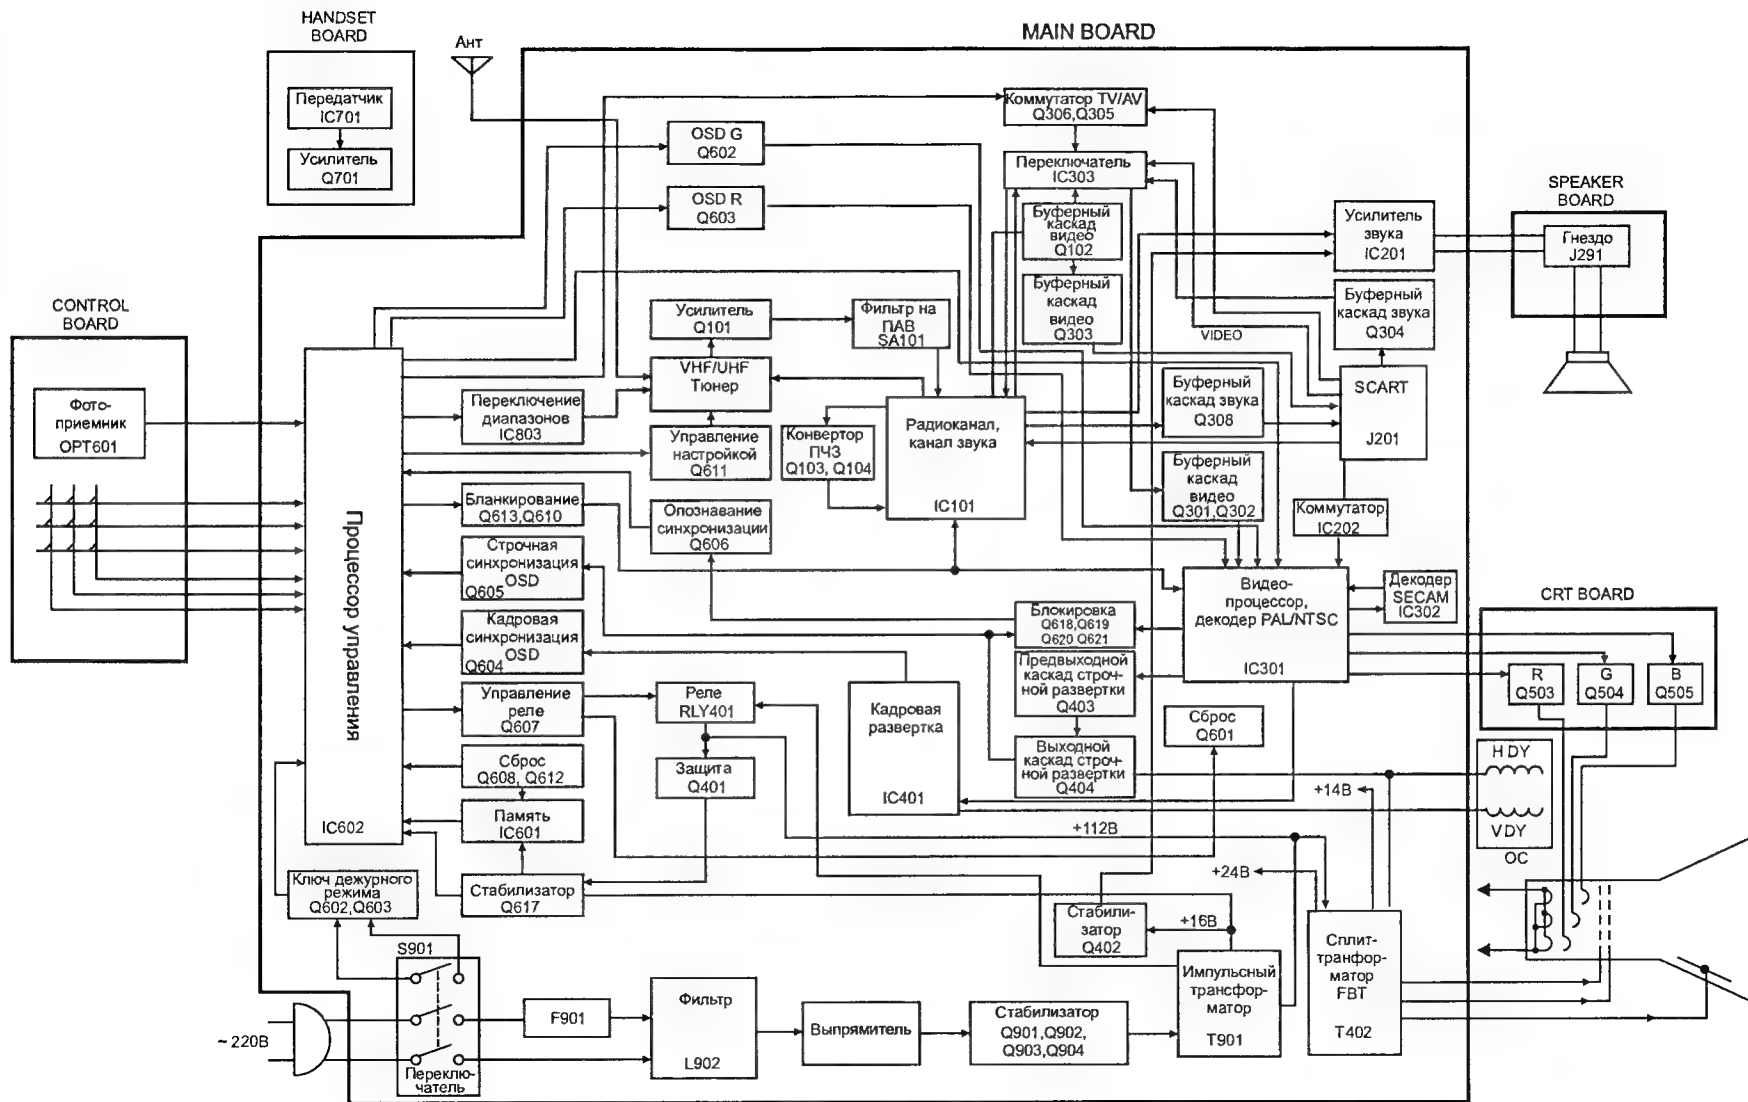 HANDSET
BOARD
Передатчик
IC701
Усилитель
Q701
Ант
MAIN BOARD
Коммутатор TV/AV
Q306,Q305
OSD G
Q602
Переключатель
IC303
OSD R
Q603
Буферный
каскад
видео
Q102
Усилитель
звука
IC201
SPEAKER
BOARD
Гнездо
J291
CONTROL
BOARD
Фото-
приемник
OPT601
Усилитель
Q101
Фильтр на
ПАВ
SA101
Буферный
каскад
видео
Q303
VIDEO
Буферный
каскад звука
Q304
VHF/UHF
Тюнер
Переключение
диапазонов
IC803
Управление
настройкой
Q611
Конвертор
ПЧЗ
Q103, Q104
Радиоканал,
канал звука
IC101
Буферный
каскад звука
Q308
SCART
J201
Буферный
каскад
видео
Q301,Q302
Коммутатор
IC202
Процессор управления
IC602
Бланкирование
Q613,Q610
Опознавание
синхронизации
Q606
Строчная
синхронизация
OSD
Q605
Кадровая
синхронизация
OSD
Q604
Блокировка
Q618,Q619
Q620 Q621
Видео-
процессор,
декодер PAL/NTSC
IC301
Декодер
SECAM
IC302
CRT BOARD
R
Q503
G
Q504
B
Q505
Управление
реле
Q607
Реле
RLY401
Кадровая
развертка
IC401
Предвыходной
каскад строч-
ной развертки
Q403
Выходной
каскад строч-
ной развертки
Q404
Сброс
Q601
Сброс
Q608, Q612
Защита
Q401
Память
IC601
H DY
V DY
ОС
+14В
+112В
+24В
Ключ дежурного
режима
Q602,Q603
Стабилизатор
Q617
Стабили-
затор
Q402
+16В
S901
Переклю-
чатель
~ 220В
F901
Фильтр
L902
Выпрямитель
Стабилизатор
Q901,Q902,
Q903,Q904
Импульсный
трансфор-
матор
T901
Сплит-
транфор-
матор
FBT
T402